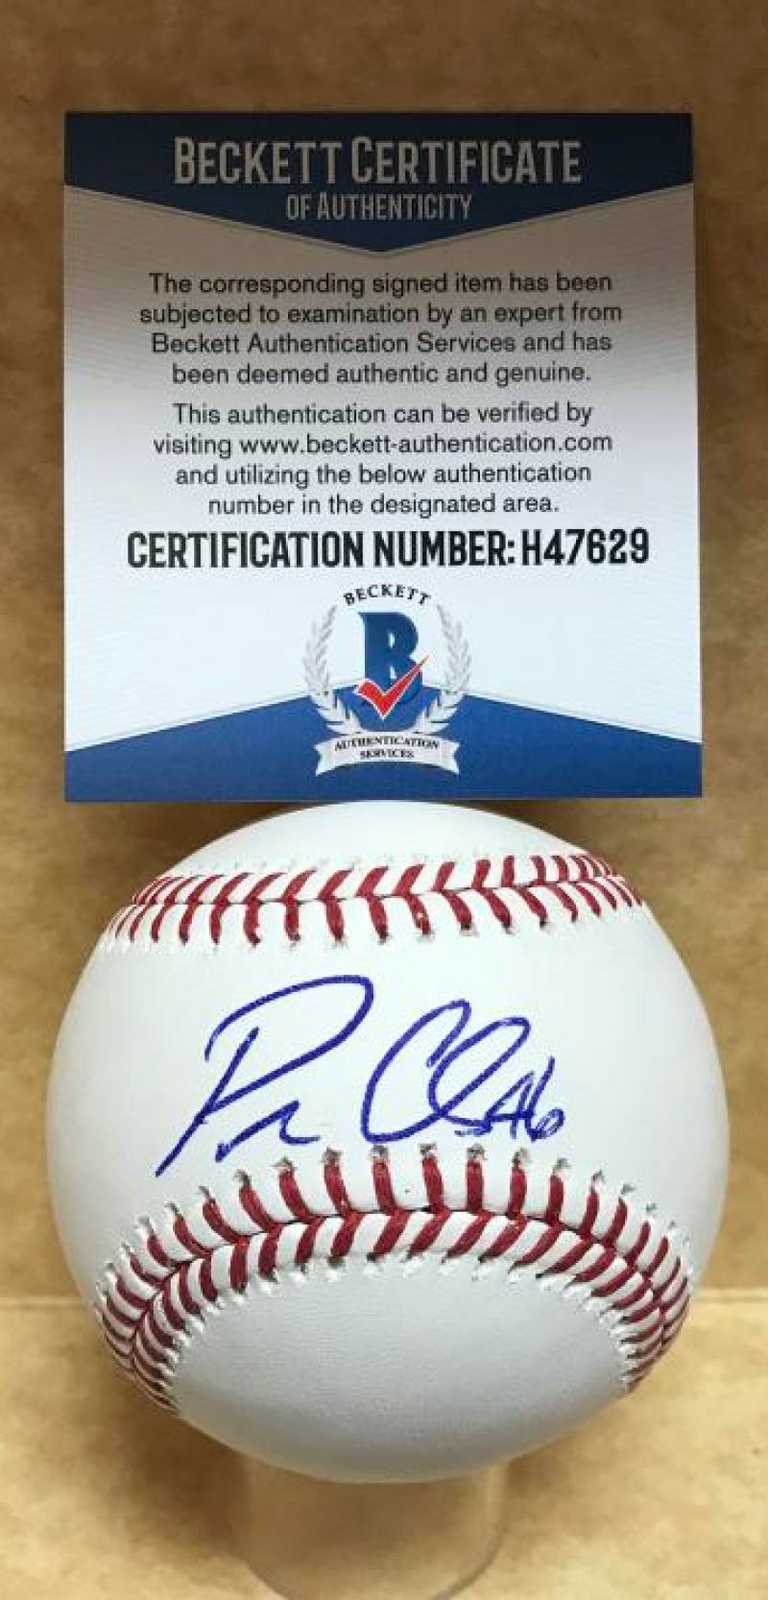 BECKETT CERTIFICATE
OF AUTHENTICITY
The corresponding signed item has been
subjected to examination by an expert from
Beckett Authentication Services and has
been deemed authentic and genuine.
This authentication can be verified by
visiting www.beckett-authentication.com
and utilizing the below authentication
number in the designated area.
CERTIFICATION NUMBER: H47629
BECKETT
B
AUTHENTICATION
SERVICES
46